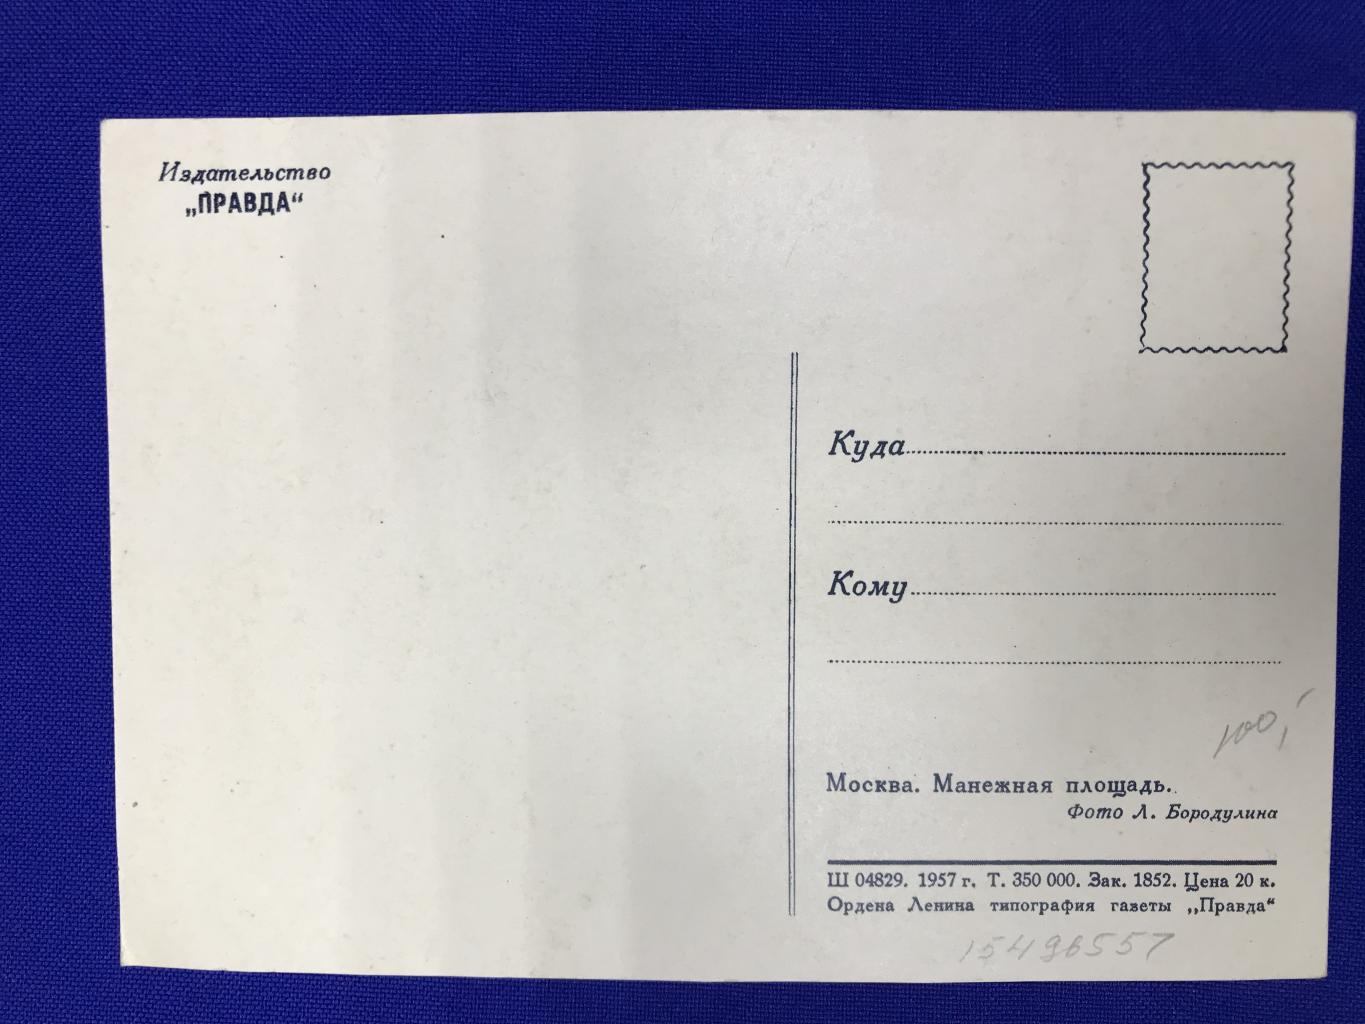 Издательство
„ПРАВДА“
Куда
Кому
100,
Москва. Манежная площадь.
Фото Л. Бородулина
Ш 04829. 1957 г. Т. 350 000. Зак. 1852. Цена 20 к.
Ордена Ленина типография газеты „Правда“
15496557